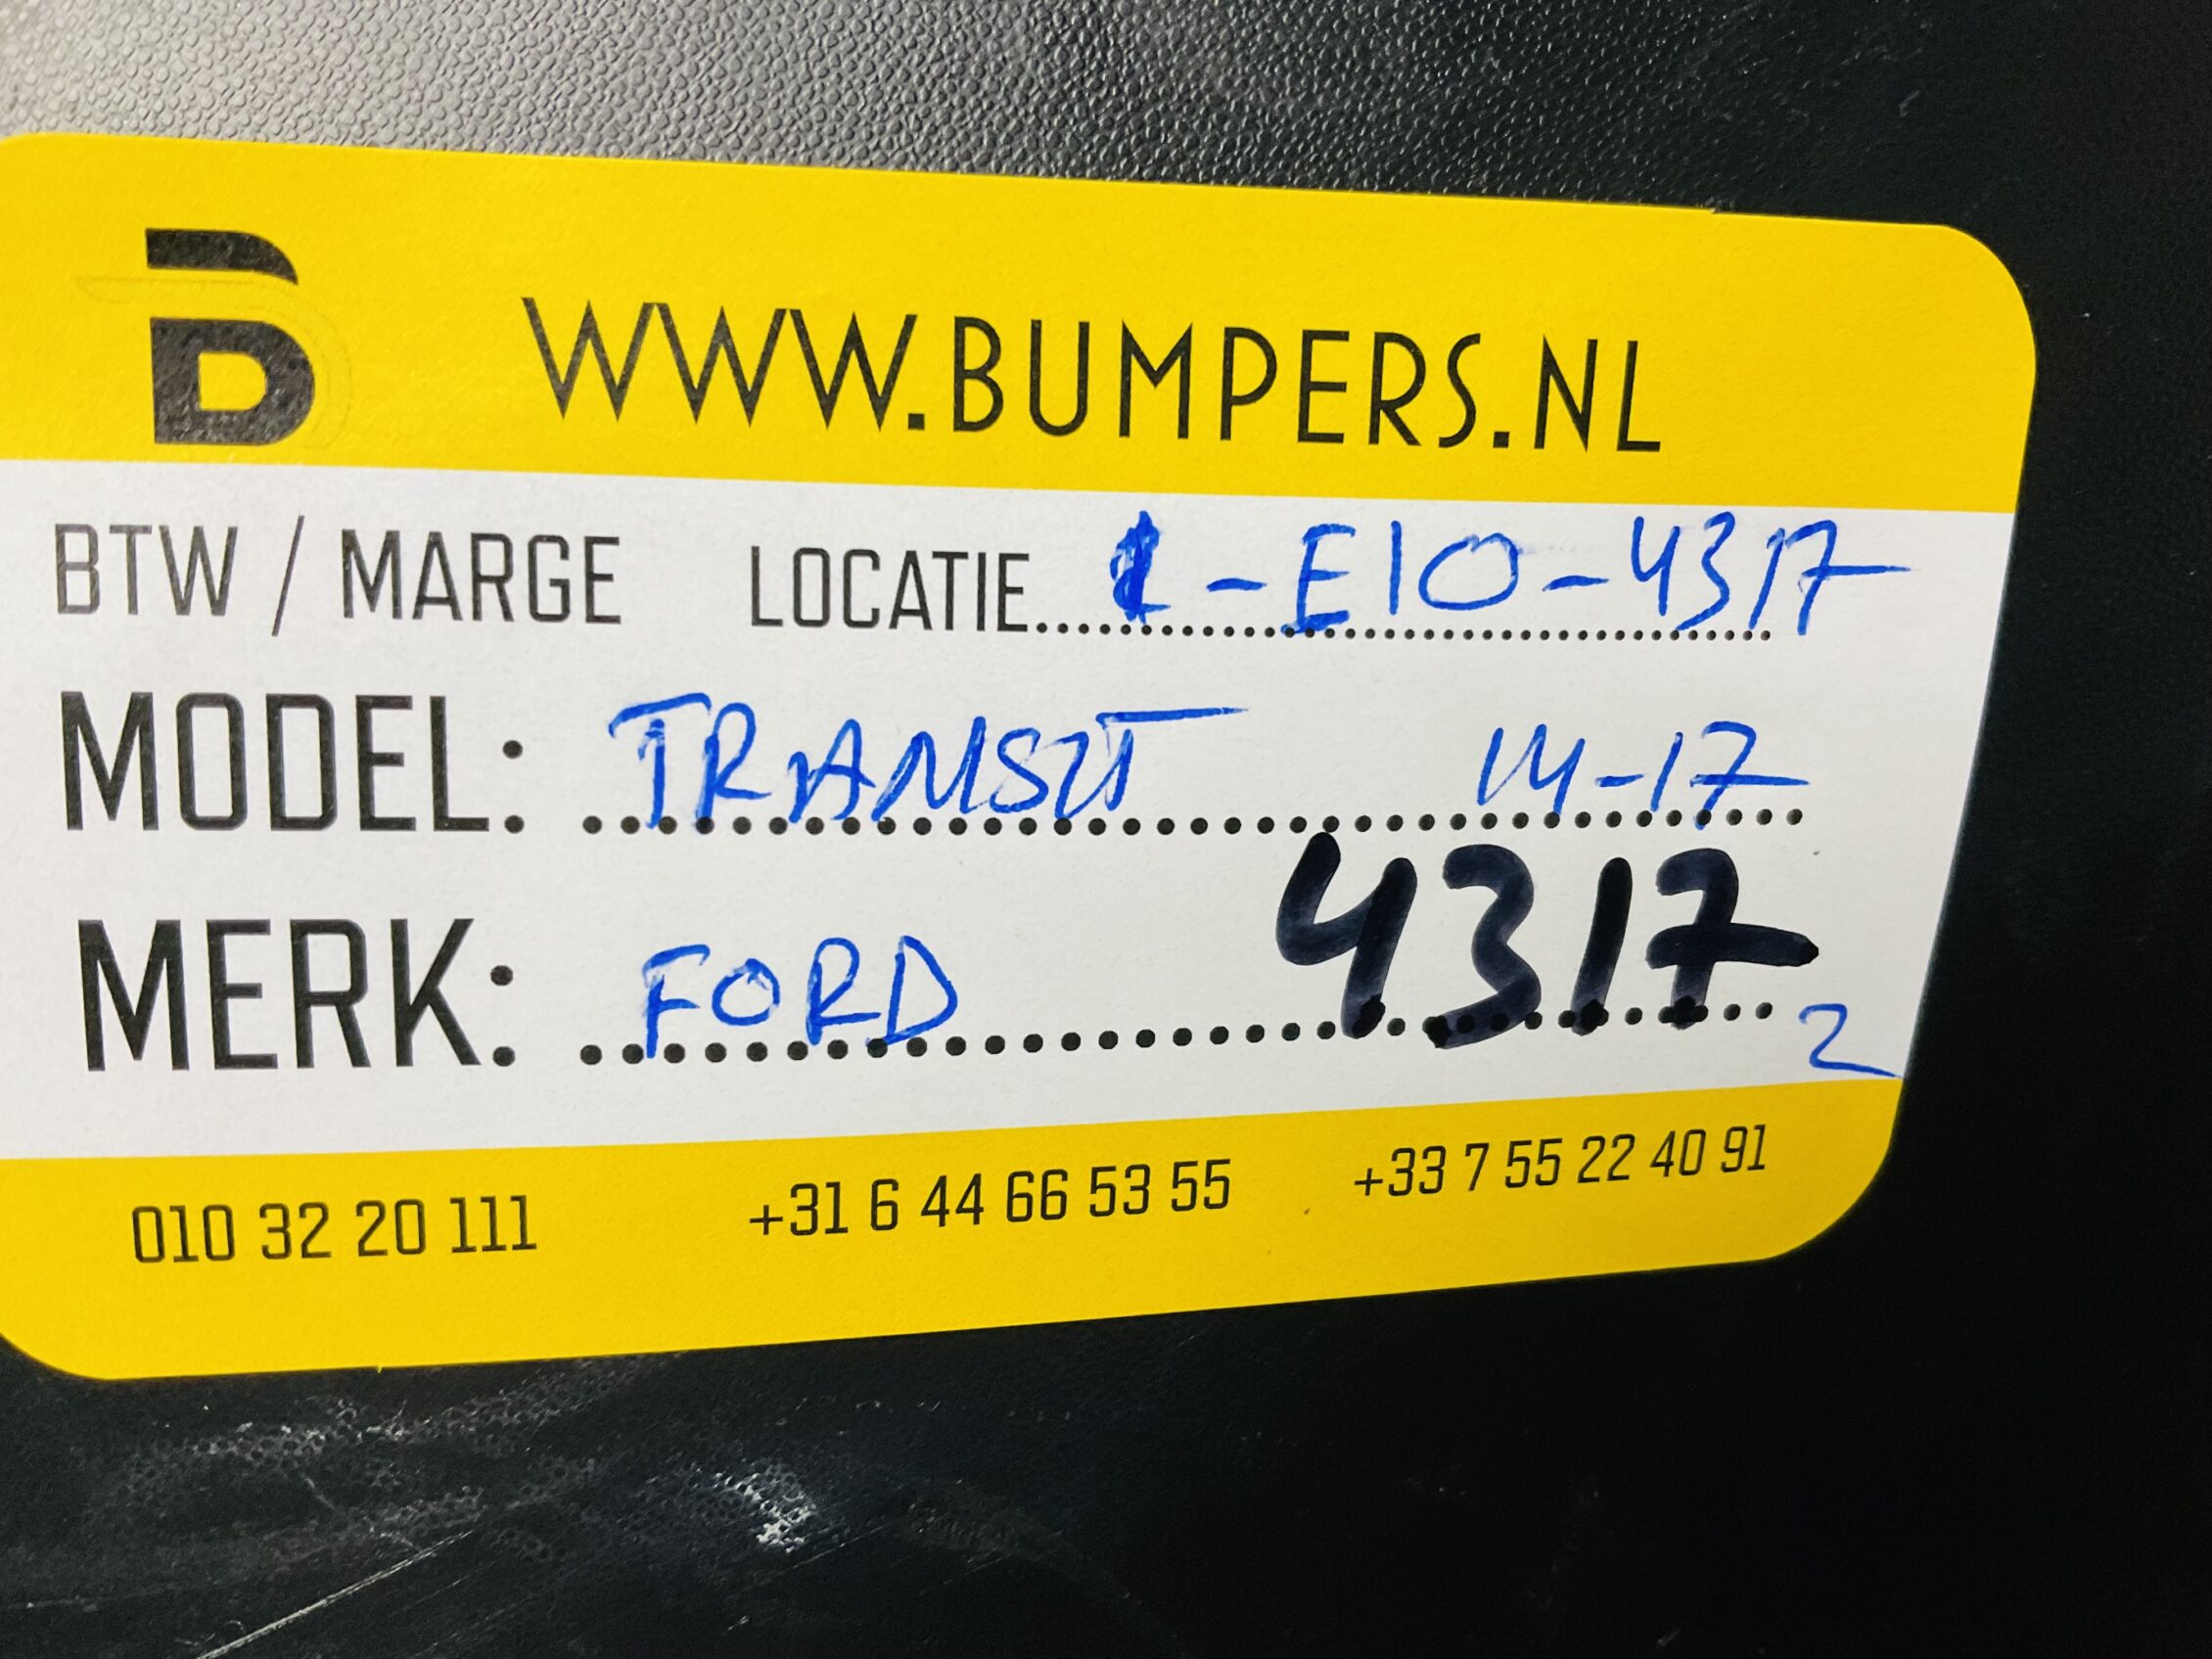 B WWW.BUMPERS.NL
BTW / MARGE LOCATIE.... -E10-4317
MODEL: TRANSIT 14-17
MERK: FORD 4317 2
010 32 20 111 +31 6 44 66 53 55 +33 7 55 22 40 91